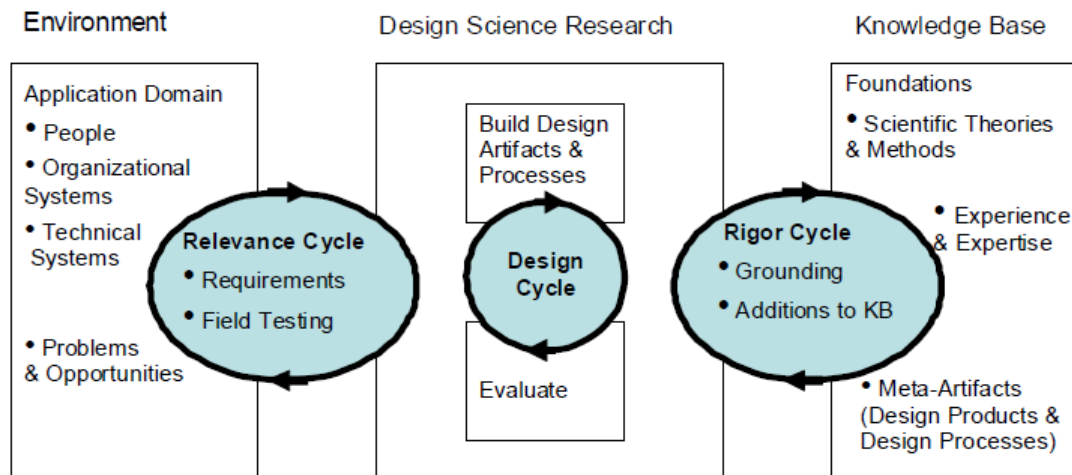 Environment
Design Science Research
Knowledge Base
Application Domain
• People
• Organizational
Systems
• Technical
Systems
• Problems
& Opportunities
Relevance Cycle
• Requirements
• Field Testing
Build Design
Artifacts &
Processes
Design
Cycle
Evaluate
Rigor Cycle
• Grounding
• Additions to KB
Foundations
• Scientific Theories
& Methods
• Experience
& Expertise
• Meta-Artifacts
(Design Products &
Design Processes)